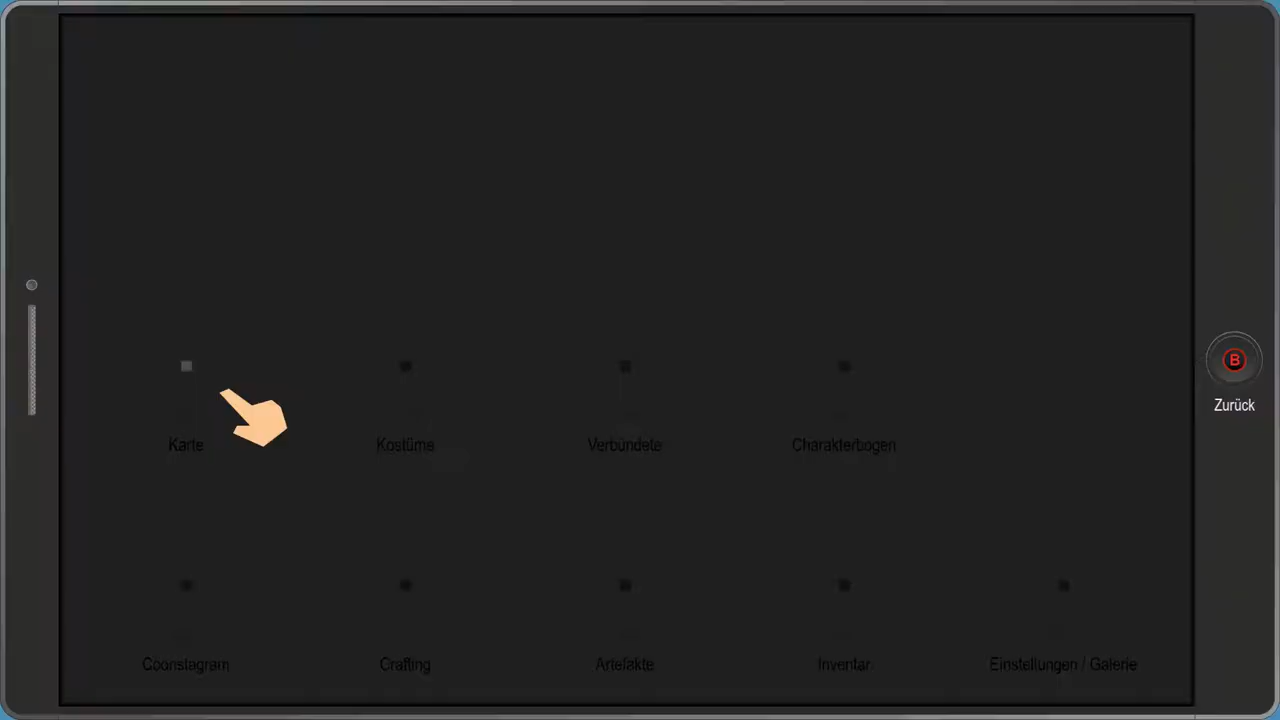 B
Zurück
Karte
Kostüme
Verbündete
Charakterbogen
Coonstagram
Crafting
Artefakte
Inventar
Einstellungen / Galerie